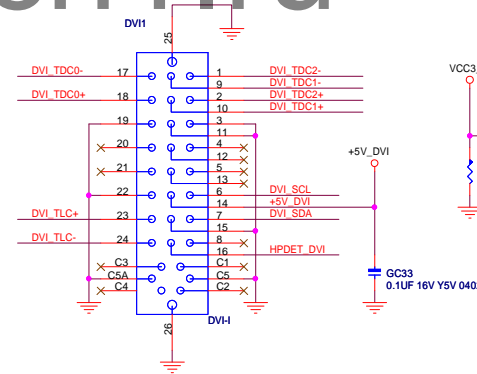 DVI1
25
DVI_TDC0-
17
1
DVI_TDC2-
9
DVI_TDC1-
DVI_TDC0+
18
2
DVI_TDC2+
10
DVI_TDC1+
19
3
11
20
4
12
21
5
13
22
6
DVI_SCL
14
+5V_DVI
DVI_TLC+
23
7
DVI_SDA
15
DVI_TLC-
24
8
16
HPDET_DVI
C3
C1
C5A
C5
C4
C2
26
DVI-I
+5V_DVI
VCC3
GC33
0.1UF 16V Y5V 040